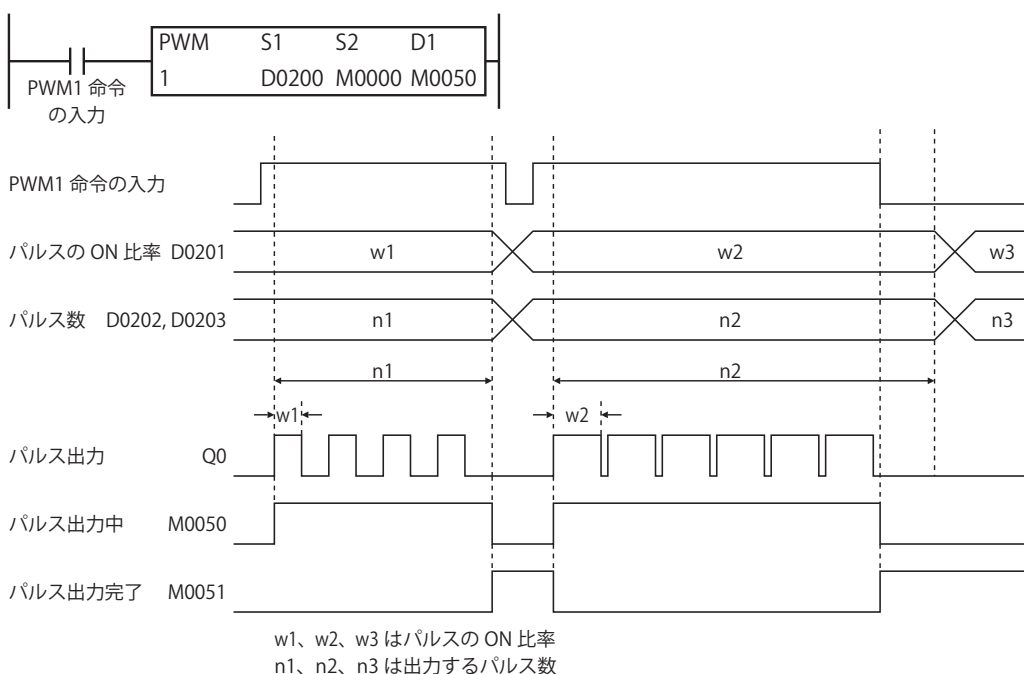 PWM S1 S2 D1
1 D0200 M0000 M0050
PWM1 命令
の入力
PWM1 命令の入力
パルスの ON 比率 D0201 w1 w2 w3
パルス数 D0202, D0203 n1 n2 n3
n1 n2
w1 w2
パルス出力 Q0
パルス出力中 M0050
パルス出力完了 M0051
w1、w2、w3 はパルスの ON 比率
n1、n2、n3 は出力するパルス数